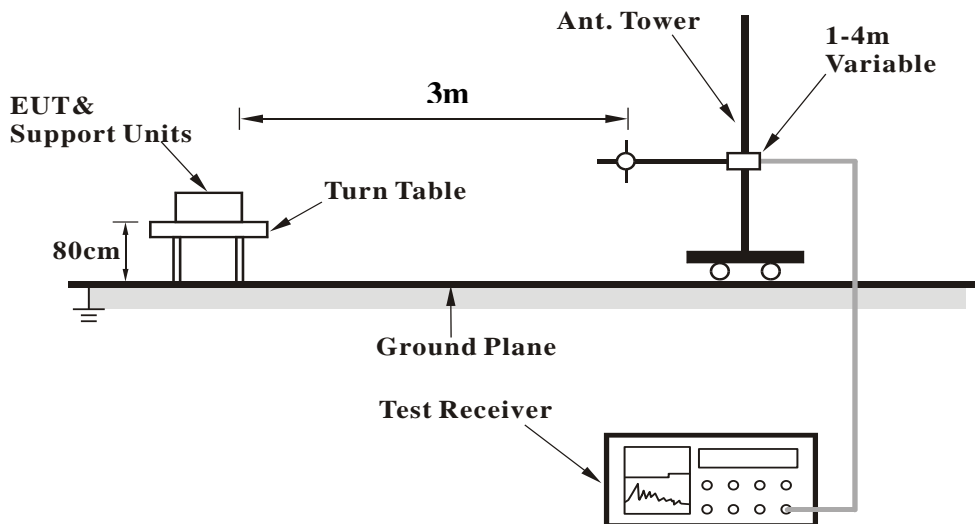 Ant. Tower
1-4m
Variable
3m
EUT&
Support Units
Turn Table
80cm
Ground Plane
Test Receiver